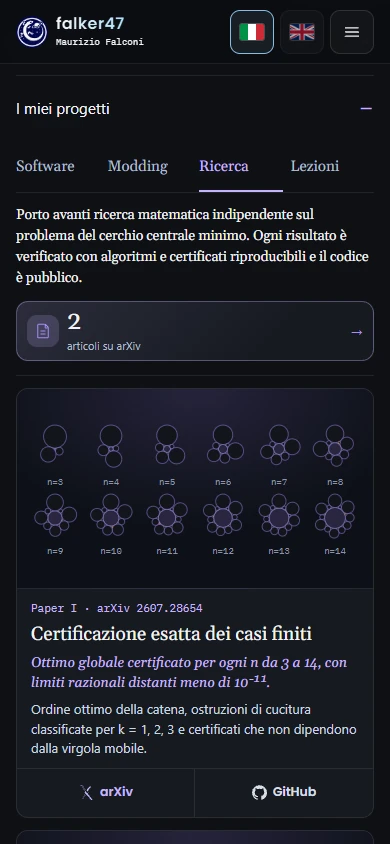 falker47
Maurizio Falconi
I miei progetti
Software Modding Ricerca Lezioni
Porto avanti ricerca matematica indipendente sul
problema del cerchio centrale minimo. Ogni risultato è
verificato con algoritmi e certificati riproducibili e il codice
è pubblico.
2
articoli su arXiv
→
n=3 n=4 n=5 n=6 n=7 n=8
n=9 n=10 n=11 n=12 n=13 n=14
Paper I · arXiv 2607.28654
Certificazione esatta dei casi finiti
Ottimo globale certificato per ogni n da 3 a 14, con
limiti razionali distanti meno di 10⁻¹¹.
Ordine ottimo della catena, ostruzioni di cucitura
classificate per k = 1, 2, 3 e certificati che non dipendono
dalla virgola mobile.
arXiv GitHub